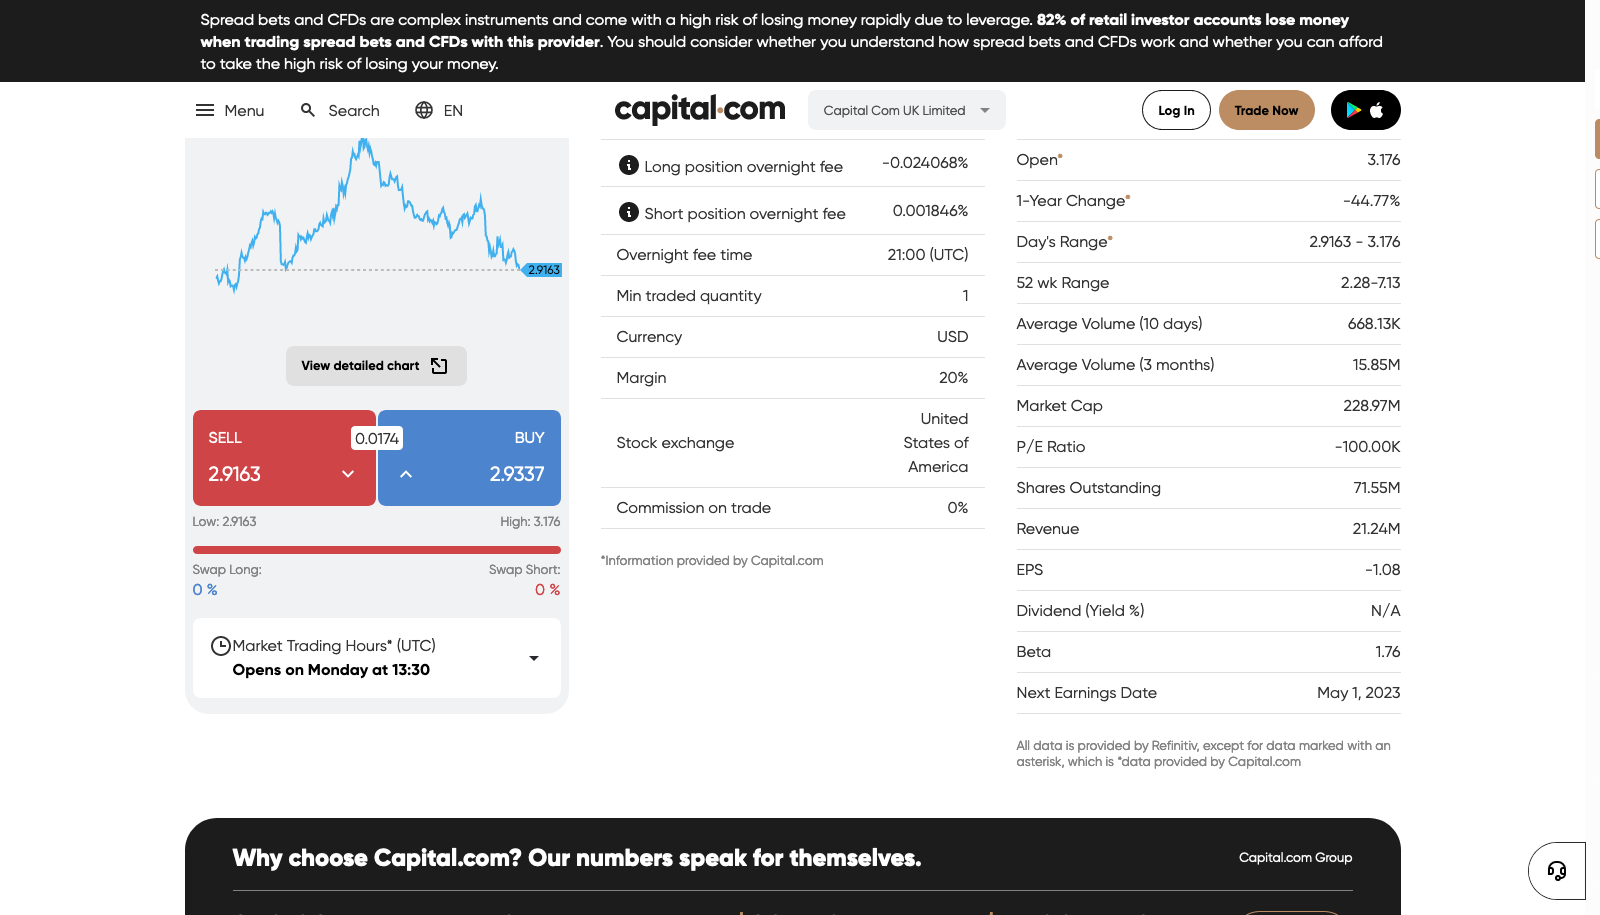 Spread bets and CFDs are complex instruments and come with a high risk of losing money rapidly due to leverage. 82% of retail investor accounts lose money
when trading spread bets and CFDs with this provider. You should consider whether you understand how spread bets and CFDs work and whether you can afford
to take the high risk of losing your money.
Menu Search EN capital.com Capital Com UK Limited Log In Trade Now
2.9163
View detailed chart
SELL 0.0174 BUY
2.9163 2.9337
Low: 2.9163 High: 3.176
Swap Long: Swap Short:
0 % 0 %
Market Trading Hours* (UTC)
Opens on Monday at 13:30
Long position overnight fee -0.024068%
Short position overnight fee 0.001846%
Overnight fee time 21:00 (UTC)
Min traded quantity 1
Currency USD
Margin 20%
Stock exchange United
States of
America
Commission on trade 0%
*Information provided by Capital.com
Open* 3.176
1-Year Change* -44.77%
Day's Range* 2.9163 - 3.176
52 wk Range 2.28-7.13
Average Volume (10 days) 668.13K
Average Volume (3 months) 15.85M
Market Cap 228.97M
P/E Ratio -100.00K
Shares Outstanding 71.55M
Revenue 21.24M
EPS -1.08
Dividend (Yield %) N/A
Beta 1.76
Next Earnings Date May 1, 2023
All data is provided by Refinitiv, except for data marked with an
asterisk, which is *data provided by Capital.com
Why choose Capital.com? Our numbers speak for themselves. Capital.com Group